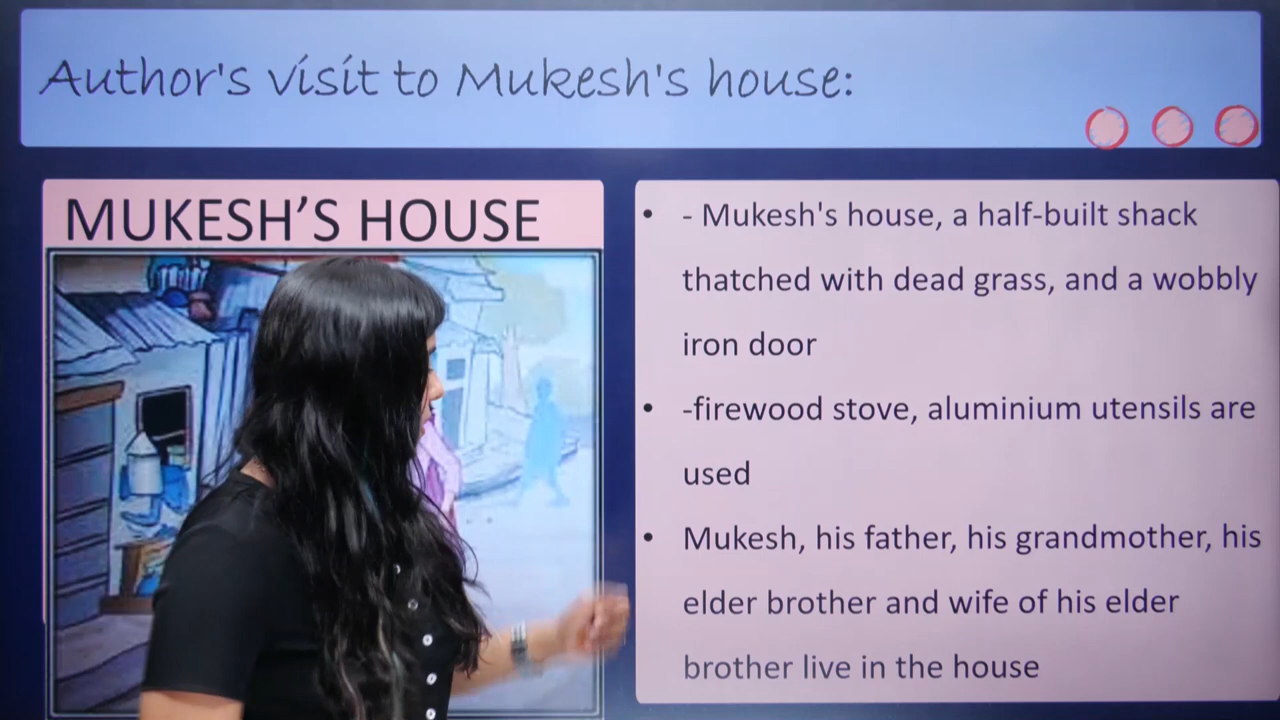 Author's visit to Mukesh's house:
MUKESH’S HOUSE
• - Mukesh's house, a half-built shack
thatched with dead grass, and a wobbly
iron door
• -firewood stove, aluminium utensils are
used
• Mukesh, his father, his grandmother, his
elder brother and wife of his elder
brother live in the house